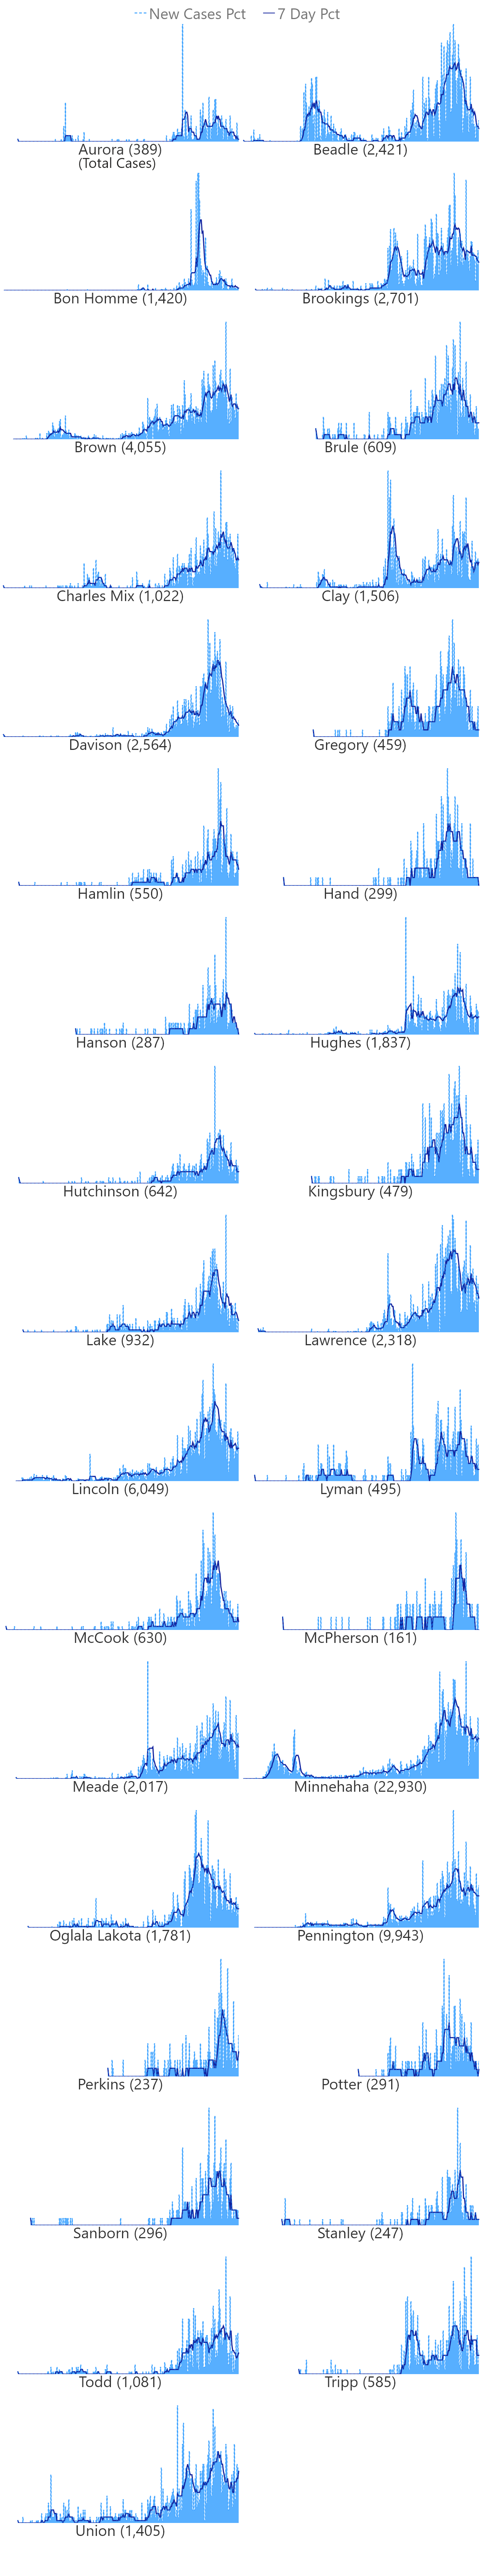 New Cases Pct 7 Day Pct
Aurora (389) Beadle (2,421)
(Total Cases)
Bon Homme (1,420) Brookings (2,701)
Brown (4,055) Brule (609)
Charles Mix (1,022) Clay (1,506)
Davison (2,564) Gregory (459)
Hamlin (550) Hand (299)
Hanson (287) Hughes (1,837)
Hutchinson (642) Kingsbury (479)
Lake (932) Lawrence (2,318)
Lincoln (6,049) Lyman (495)
McCook (630) McPherson (161)
Meade (2,017) Minnehaha (22,930)
Oglala Lakota (1,781) Pennington (9,943)
Perkins (237) Potter (291)
Sanborn (296) Stanley (247)
Todd (1,081) Tripp (585)
Union (1,405)